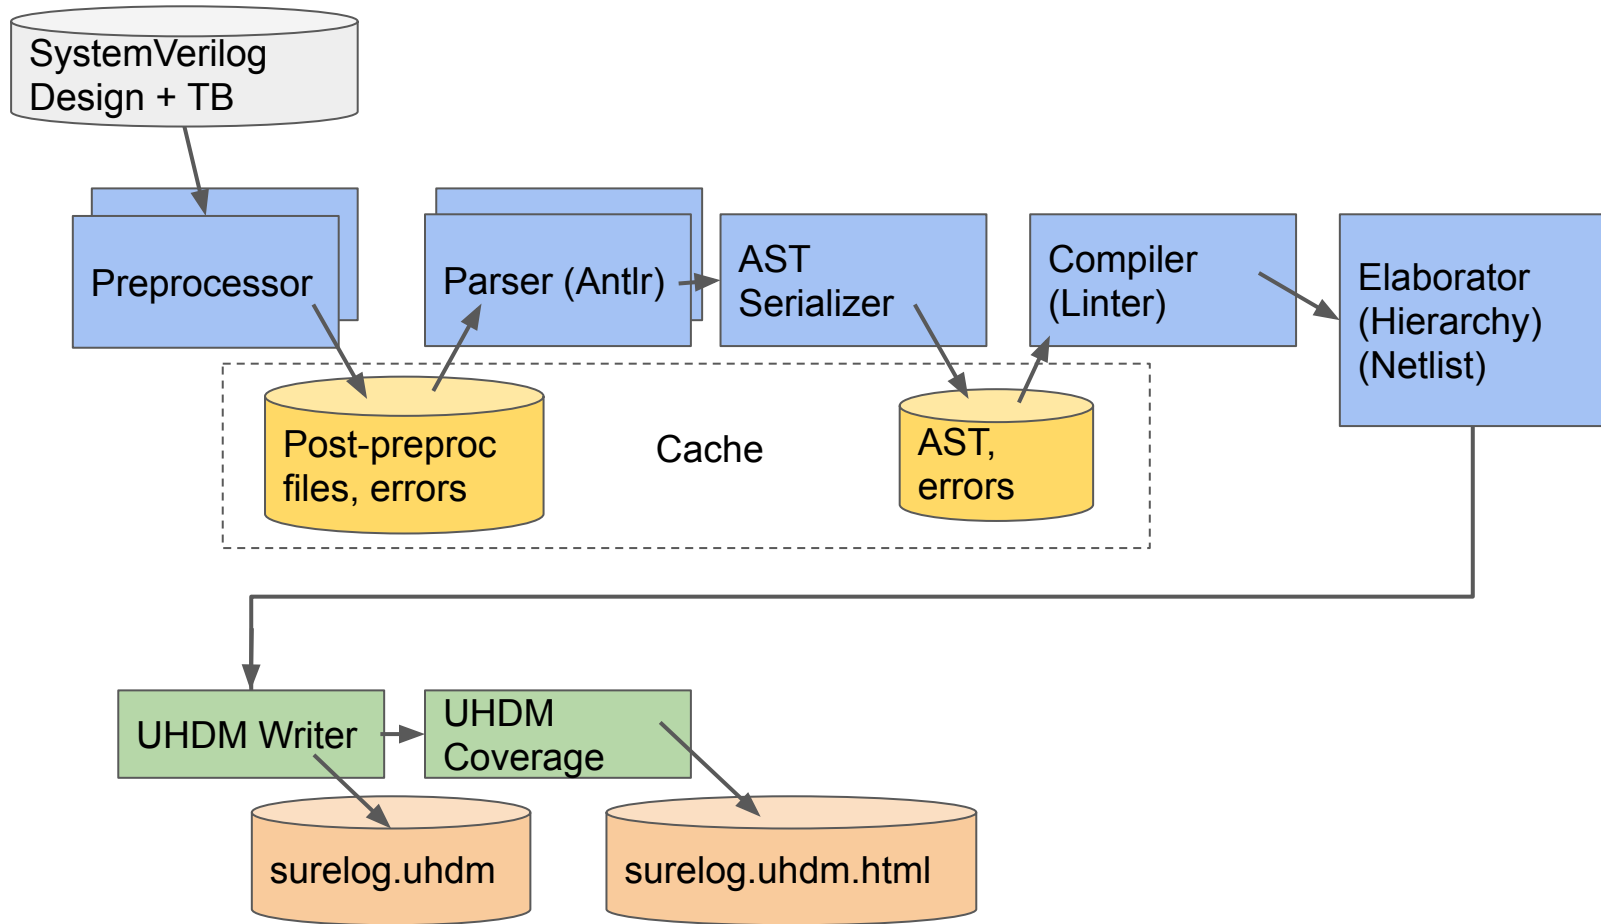 SystemVerilog
Design + TB
Preprocessor
Parser (Antlr)
AST
Serializer
Compiler
(Linter)
Elaborator
(Hierarchy)
(Netlist)
Post-preproc
files, errors
Cache
AST,
errors
UHDM Writer
UHDM
Coverage
surelog.uhdm
surelog.uhdm.html